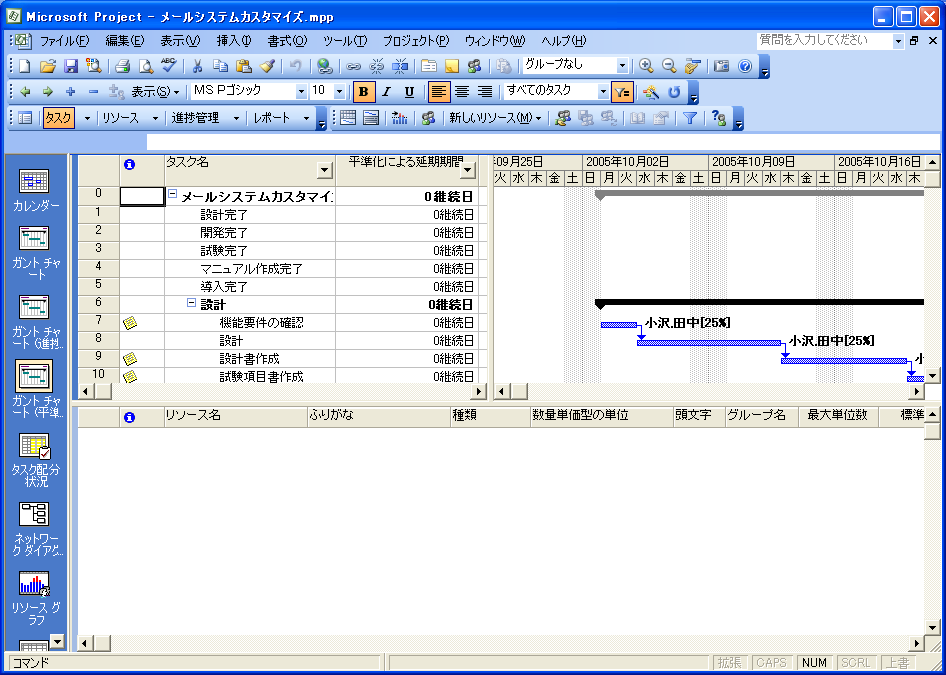 Microsoft Project - メールシステムカスタマイズ.mpp
ファイル(F) 編集(E) 表示(V) 挿入(I) 書式(O) ツール(T) プロジェクト(P) ウィンドウ(W) ヘルプ(H) 質問を入力してください
グループなし
表示(S) MS Pゴシック 10 B I U すべてのタスク
タスク リソース 進捗管理 レポート 新しいリソース(M)
タスク名 平準化による延期期間 09月25日 2005年10月02日 2005年10月09日 2005年10月16日
火 水 木 金 土 日 月 火 水 木 金 土 日 月 火 水 木 金 土 日 月 火 水 木
0 メールシステムカスタマイ 0継続日
1 設計完了 0継続日
2 開発完了 0継続日
3 試験完了 0継続日
4 マニュアル作成完了 0継続日
5 導入完了 0継続日
6 設計 0継続日
7 機能要件の確認 0継続日 小沢,田中[25%]
8 設計 0継続日 小沢,田中[25%]
9 設計書作成 0継続日 小
10 試験項目書作成 0継続日
カレンダー
ガント チャ
ート
ガント チャ
ート (進捗..
ガント チャ
ート (平準..
タスク配分
状況
ネットワー
ク ダイアグ..
リソース グ
ラフ
リソース名 ふりがな 種類 数量単価型の単位 頭文字 グループ名 最大単位数 標準
コマンド 拡張 CAPS NUM SCRL 上書